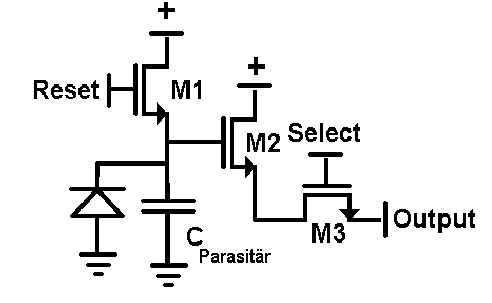 +
+
Reset
M1
M2
Select
M3
Output
C Parasitär